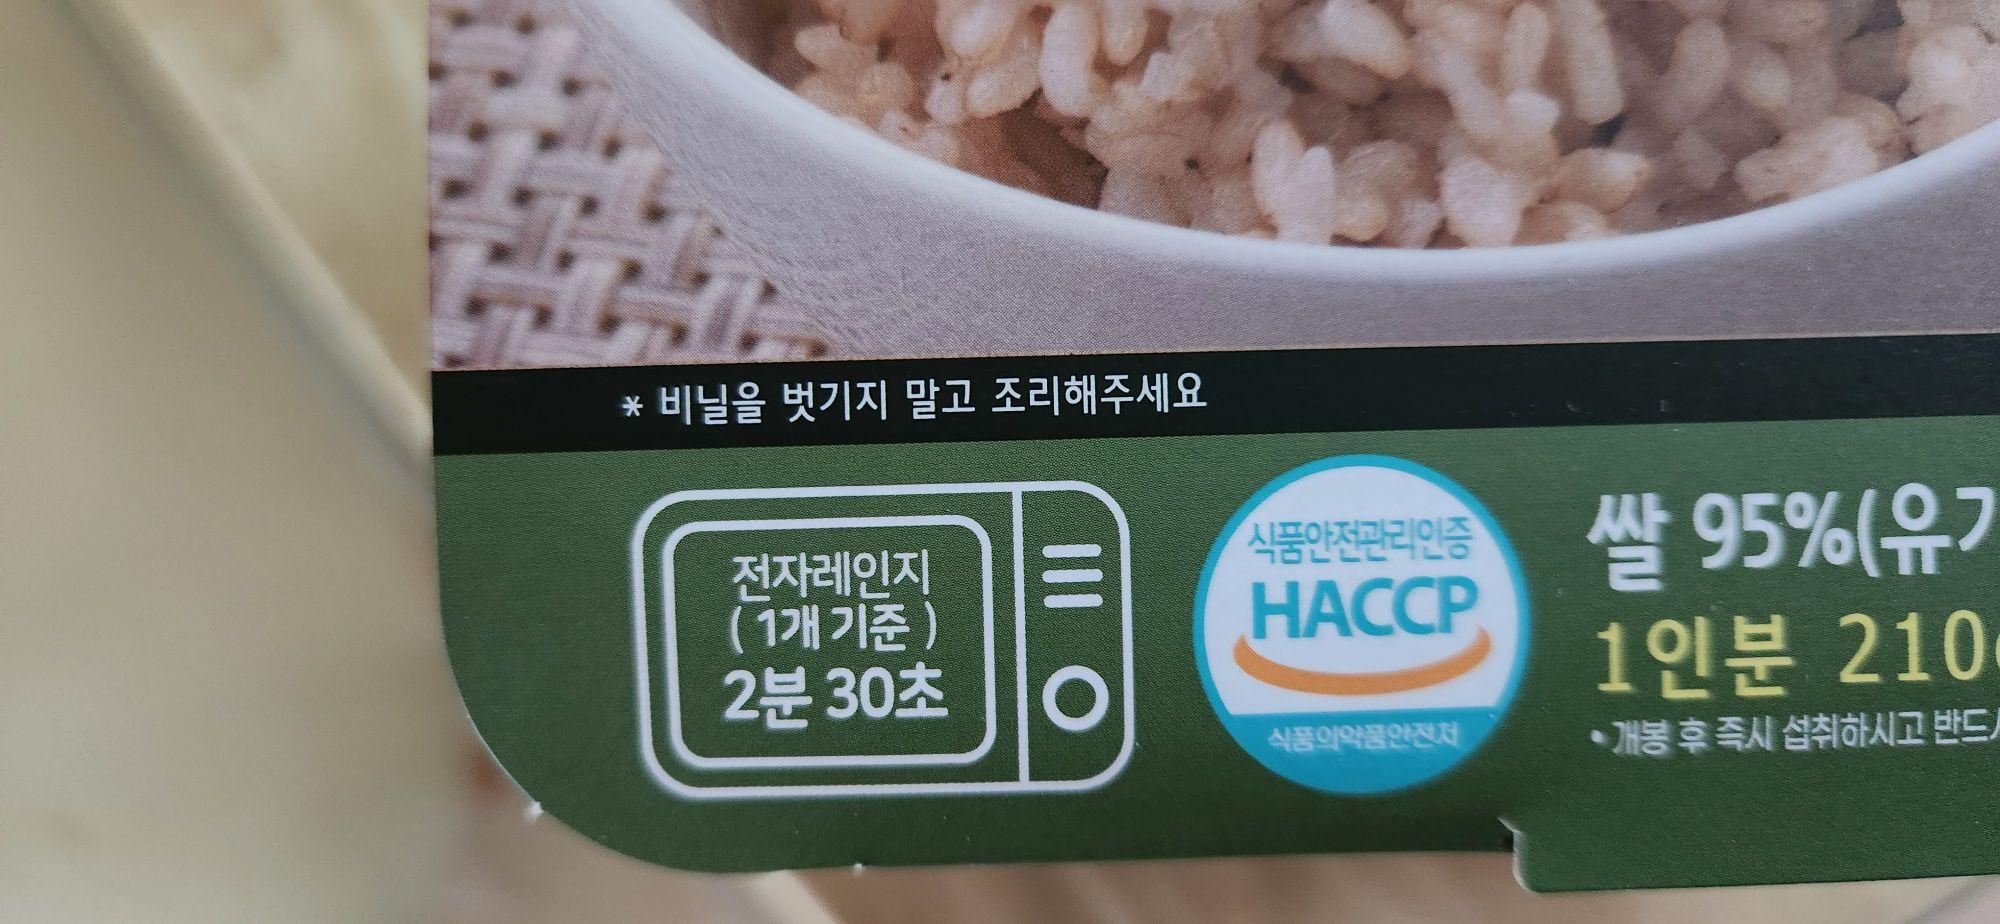 * 비닐을 벗기지 말고 조리해주세요
전자레인지
( 1개 기준 )
2분 30초
식품안전관리인증
HACCP
식품의약품안전처
쌀 95%(유기
1인분 210g
• 개봉 후 즉시 섭취하시고 반드시